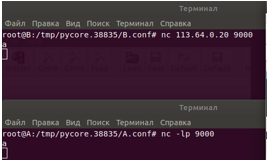 Терминал
Файл Правка Вид Поиск Терминал Справка
root@B:/tmp/pycore.38835/B.conf# nc 113.64.0.20 9000
a
Терминал
Файл Правка Вид Поиск Терминал Справка
root@A:/tmp/pycore.38835/A.conf# nc -lp 9000
a